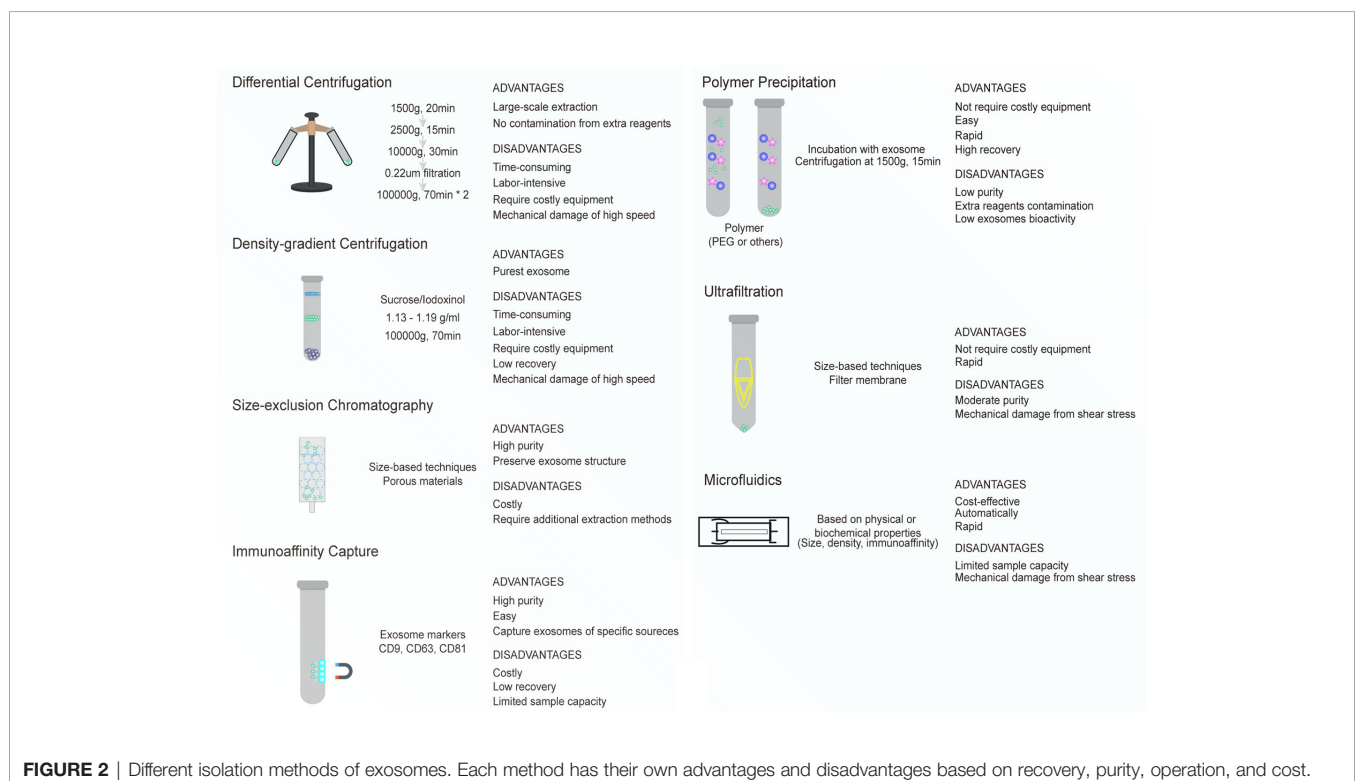 Differential Centrifugation
1500g, 20min
2500g, 15min
10000g, 30min
0.22um filtration
100000g, 70min * 2
ADVANTAGES
Large-scale extraction
No contamination from extra reagents
DISADVANTAGES
Time-consuming
Labor-intensive
Require costly equipment
Mechanical damage of high speed
Density-gradient Centrifugation
Sucrose/Iodoxinol
1.13 - 1.19 g/ml
100000g, 70min
ADVANTAGES
Purest exosome
DISADVANTAGES
Time-consuming
Labor-intensive
Require costly equipment
Low recovery
Mechanical damage of high speed
Size-exclusion Chromatography
Size-based techniques
Porous materials
ADVANTAGES
High purity
Preserve exosome structure
DISADVANTAGES
Costly
Require additional extraction methods
Immunoaffinity Capture
Exosome markers
CD9, CD63, CD81
ADVANTAGES
High purity
Easy
Capture exosomes of specific soureces
DISADVANTAGES
Costly
Low recovery
Limited sample capacity
Polymer Precipitation
Polymer
(PEG or others)
Incubation with exosome
Centrifugation at 1500g, 15min
ADVANTAGES
Not require costly equipment
Easy
Rapid
High recovery
DISADVANTAGES
Low purity
Extra reagents contamination
Low exosomes bioactivity
Ultrafiltration
Size-based techniques
Filter membrane
ADVANTAGES
Not require costly equipment
Rapid
DISADVANTAGES
Moderate purity
Mechanical damage from shear stress
Microfluidics
Based on physical or
biochemical properties
(Size, density, immunoaffinity)
ADVANTAGES
Cost-effective
Automatically
Rapid
DISADVANTAGES
Limited sample capacity
Mechanical damage from shear stress
FIGURE 2 | Different isolation methods of exosomes. Each method has their own advantages and disadvantages based on recovery, purity, operation, and cost.